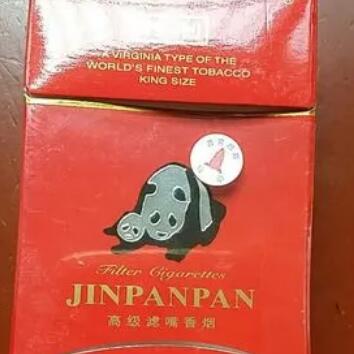 A VIRGINIA TYPE OF THE
WORLD'S FINEST TOBACCO
KING SIZE
Filter Cigarettes
JINPANPAN
高级滤嘴香烟